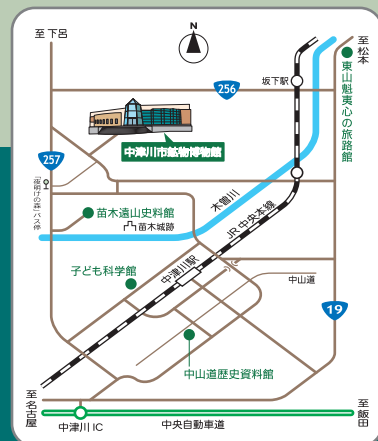 N
至下呂
至松本
東山魁夷心の旅路館
坂下駅
256
中津川市鉱物博物館
257
「夜明けの森」バス停
木曽川
苗木遠山史料館
苗木城跡
JR中央本線
子ども科学館
中津川駅
中山道
19
中山道歴史資料館
至名古屋
至飯田
中津川IC
中央自動車道